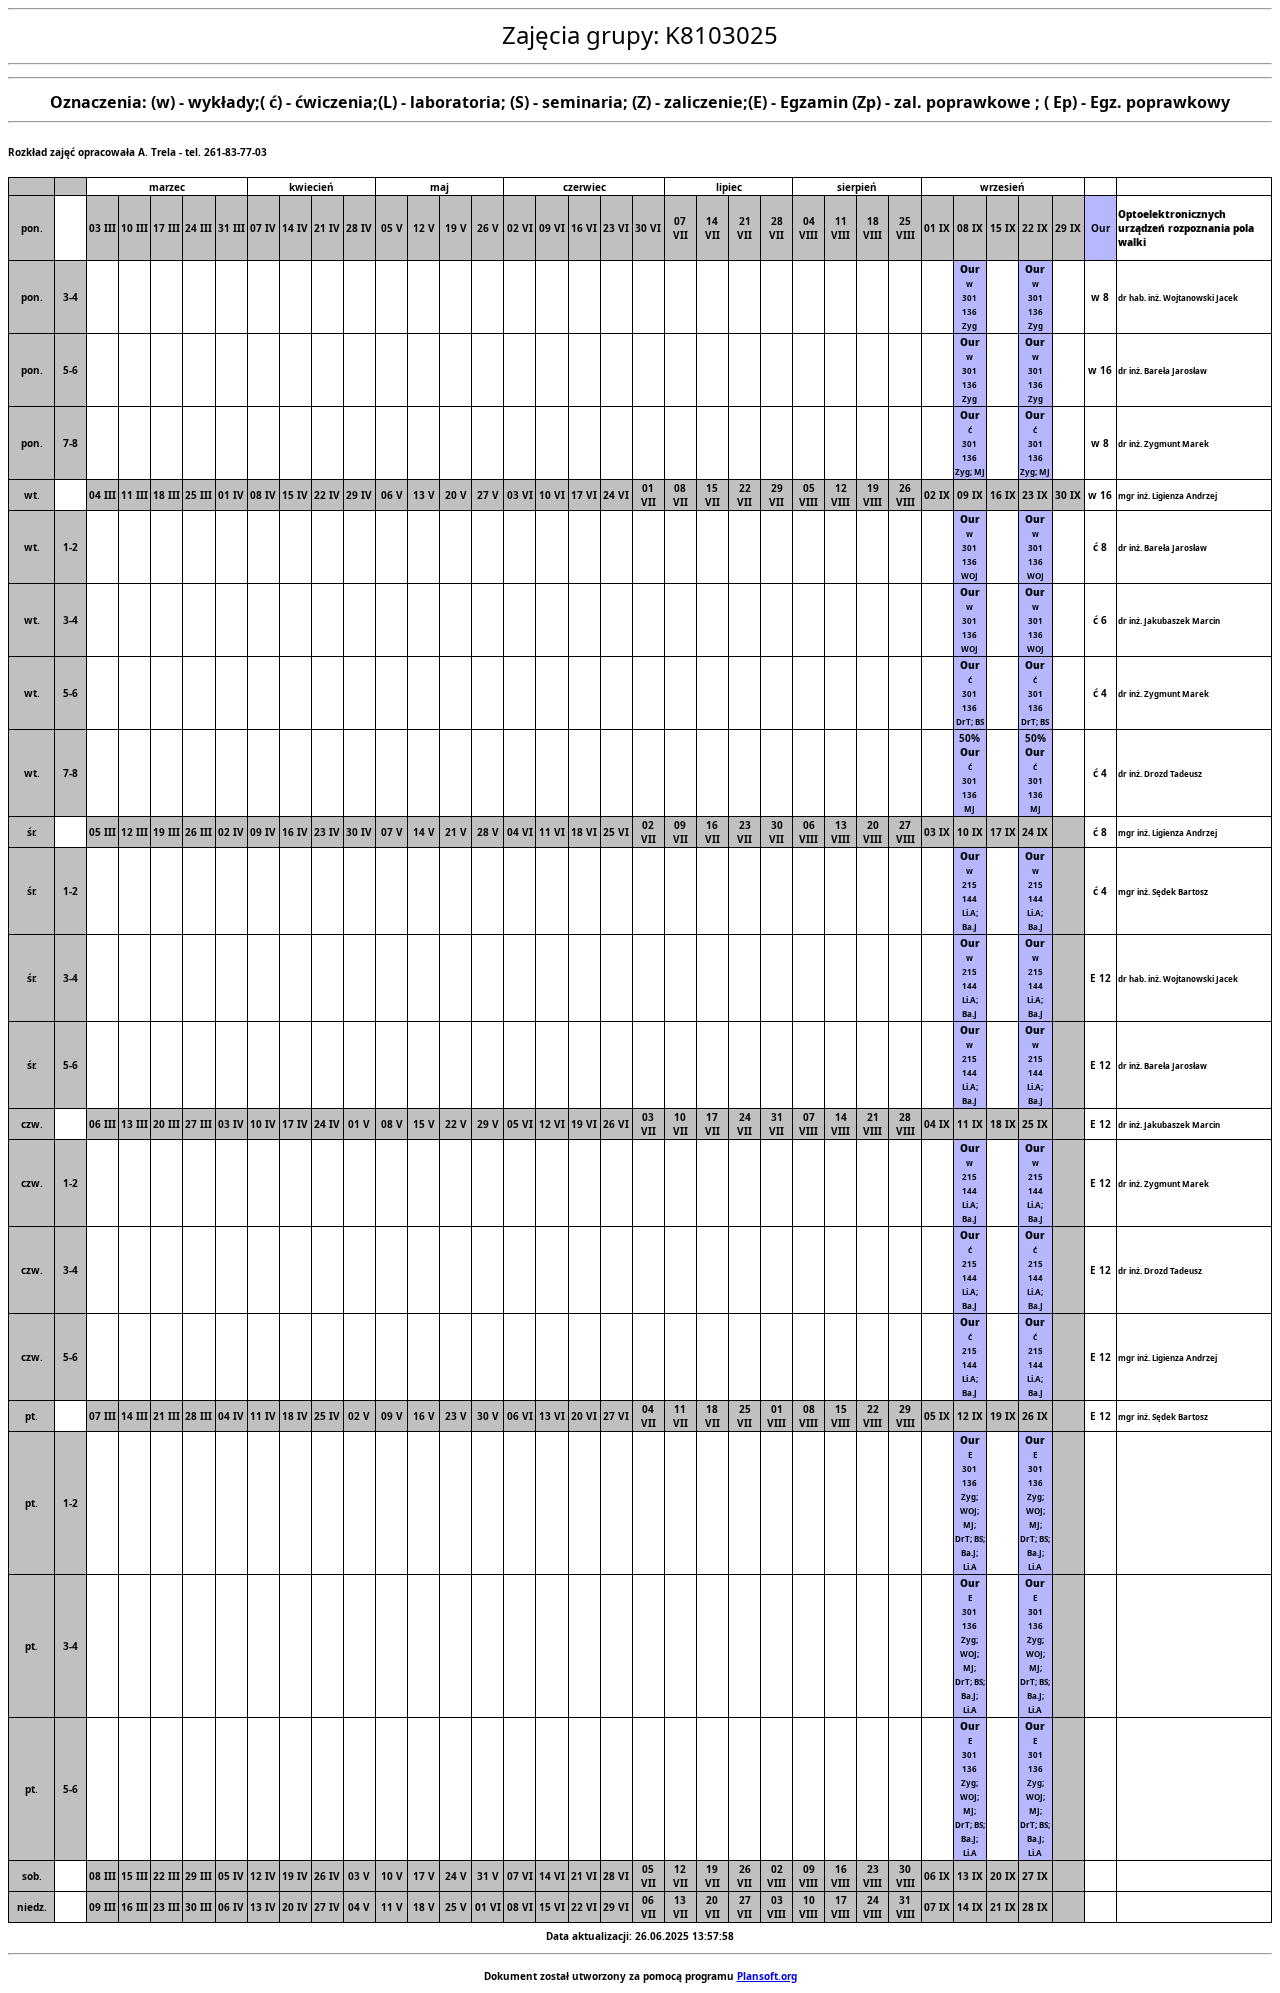 Zajęcia grupy: K8103025
Oznaczenia: (w) - wykłady;( ć) - ćwiczenia;(L) - laboratoria; (S) - seminaria; (Z) - zaliczenie;(E) - Egzamin (Zp) - zal. poprawkowe ; ( Ep) - Egz. poprawkowy
Rozkład zajęć opracowała A. Trela - tel. 261-83-77-03
marzec kwiecień maj czerwiec lipiec sierpień wrzesień
pon. 03 III 10 III 17 III 24 III 31 III 07 IV 14 IV 21 IV 28 IV 05 V 12 V 19 V 26 V 02 VI 09 VI 16 VI 23 VI 30 VI 07 VII 14 VII 21 VII 28 VII 04 VIII 11 VIII 18 VIII 25 VIII 01 IX 08 IX 15 IX 22 IX 29 IX Our Optoelektronicznych urządzeń rozpoznania pola walki
pon. 3-4 Our w 301 136 Zyg Our w 301 136 Zyg w 8 dr hab. inż. Wojtanowski Jacek
pon. 5-6 Our w 301 136 Zyg Our w 301 136 Zyg w 16 dr inż. Bareła Jarosław
pon. 7-8 Our ć 301 136 Zyg; MJ Our ć 301 136 Zyg; MJ w 8 dr inż. Zygmunt Marek
wt. 04 III 11 III 18 III 25 III 01 IV 08 IV 15 IV 22 IV 29 IV 06 V 13 V 20 V 27 V 03 VI 10 VI 17 VI 24 VI 01 VII 08 VII 15 VII 22 VII 29 VII 05 VIII 12 VIII 19 VIII 26 VIII 02 IX 09 IX 16 IX 23 IX 30 IX w 16 mgr inż. Ligienza Andrzej
wt. 1-2 Our w 301 136 WOJ Our w 301 136 WOJ ć 8 dr inż. Bareła Jarosław
wt. 3-4 Our w 301 136 WOJ Our w 301 136 WOJ ć 6 dr inż. Jakubaszek Marcin
wt. 5-6 Our ć 301 136 DrT; BS Our ć 301 136 DrT; BS ć 4 dr inż. Zygmunt Marek
wt. 7-8 50% Our ć 301 136 MJ 50% Our ć 301 136 MJ ć 4 dr inż. Drozd Tadeusz
śr. 05 III 12 III 19 III 26 III 02 IV 09 IV 16 IV 23 IV 30 IV 07 V 14 V 21 V 28 V 04 VI 11 VI 18 VI 25 VI 02 VII 09 VII 16 VII 23 VII 30 VII 06 VIII 13 VIII 20 VIII 27 VIII 03 IX 10 IX 17 IX 24 IX ć 8 mgr inż. Ligienza Andrzej
śr. 1-2 Our w 215 144 Li.A; Ba.J Our w 215 144 Li.A; Ba.J ć 4 mgr inż. Sędek Bartosz
śr. 3-4 Our w 215 144 Li.A; Ba.J Our w 215 144 Li.A; Ba.J E 12 dr hab. inż. Wojtanowski Jacek
śr. 5-6 Our w 215 144 Li.A; Ba.J Our w 215 144 Li.A; Ba.J E 12 dr inż. Bareła Jarosław
czw. 06 III 13 III 20 III 27 III 03 IV 10 IV 17 IV 24 IV 01 V 08 V 15 V 22 V 29 V 05 VI 12 VI 19 VI 26 VI 03 VII 10 VII 17 VII 24 VII 31 VII 07 VIII 14 VIII 21 VIII 28 VIII 04 IX 11 IX 18 IX 25 IX E 12 dr inż. Jakubaszek Marcin
czw. 1-2 Our w 215 144 Li.A; Ba.J Our w 215 144 Li.A; Ba.J E 12 dr inż. Zygmunt Marek
czw. 3-4 Our ć 215 144 Li.A; Ba.J Our ć 215 144 Li.A; Ba.J E 12 dr inż. Drozd Tadeusz
czw. 5-6 Our ć 215 144 Li.A; Ba.J Our ć 215 144 Li.A; Ba.J E 12 mgr inż. Ligienza Andrzej
pt. 07 III 14 III 21 III 28 III 04 IV 11 IV 18 IV 25 IV 02 V 09 V 16 V 23 V 30 V 06 VI 13 VI 20 VI 27 VI 04 VII 11 VII 18 VII 25 VII 01 VIII 08 VIII 15 VIII 22 VIII 29 VIII 05 IX 12 IX 19 IX 26 IX E 12 mgr inż. Sędek Bartosz
pt. 1-2 Our E 301 136 Zyg; WOJ; MJ; DrT; BS; Ba.J; Li.A Our E 301 136 Zyg; WOJ; MJ; DrT; BS; Ba.J; Li.A
pt. 3-4 Our E 301 136 Zyg; WOJ; MJ; DrT; BS; Ba.J; Li.A Our E 301 136 Zyg; WOJ; MJ; DrT; BS; Ba.J; Li.A
pt. 5-6 Our E 301 136 Zyg; WOJ; MJ; DrT; BS; Ba.J; Li.A Our E 301 136 Zyg; WOJ; MJ; DrT; BS; Ba.J; Li.A
sob. 08 III 15 III 22 III 29 III 05 IV 12 IV 19 IV 26 IV 03 V 10 V 17 V 24 V 31 V 07 VI 14 VI 21 VI 28 VI 05 VII 12 VII 19 VII 26 VII 02 VIII 09 VIII 16 VIII 23 VIII 30 VIII 06 IX 13 IX 20 IX 27 IX
niedz. 09 III 16 III 23 III 30 III 06 IV 13 IV 20 IV 27 IV 04 V 11 V 18 V 25 V 01 VI 08 VI 15 VI 22 VI 29 VI 06 VII 13 VII 20 VII 27 VII 03 VIII 10 VIII 17 VIII 24 VIII 31 VIII 07 IX 14 IX 21 IX 28 IX
Data aktualizacji: 26.06.2025 13:57:58
Dokument został utworzony za pomocą programu Plansoft.org